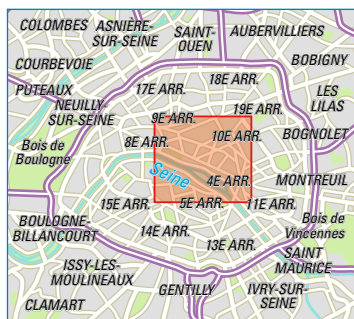 COLOMBES
ASNIÈRE-
SUR-SEINE
SAINT-
OUEN
AUBERVILLIERS
COURBEVOIE
BOBIGNY
18E ARR.
PUTEAUX
17E ARR.
LES
LILAS
NEUILLY-
SUR-SEINE
19E ARR.
9E ARR.
10E ARR.
BOGNOLET
8E ARR.
Bois de
Boulogne
Seine
4E ARR.
MONTREUIL
15E ARR.
5E ARR.
11E ARR.
BOULOGNE-
BILLANCOURT
Bois de
Vincennes
14E ARR.
13E ARR.
SAINT
MAURICE
ISSY-LES-
MOULINEAUX
GENTILLY
IVRY-SUR-
SEINE
CLAMART